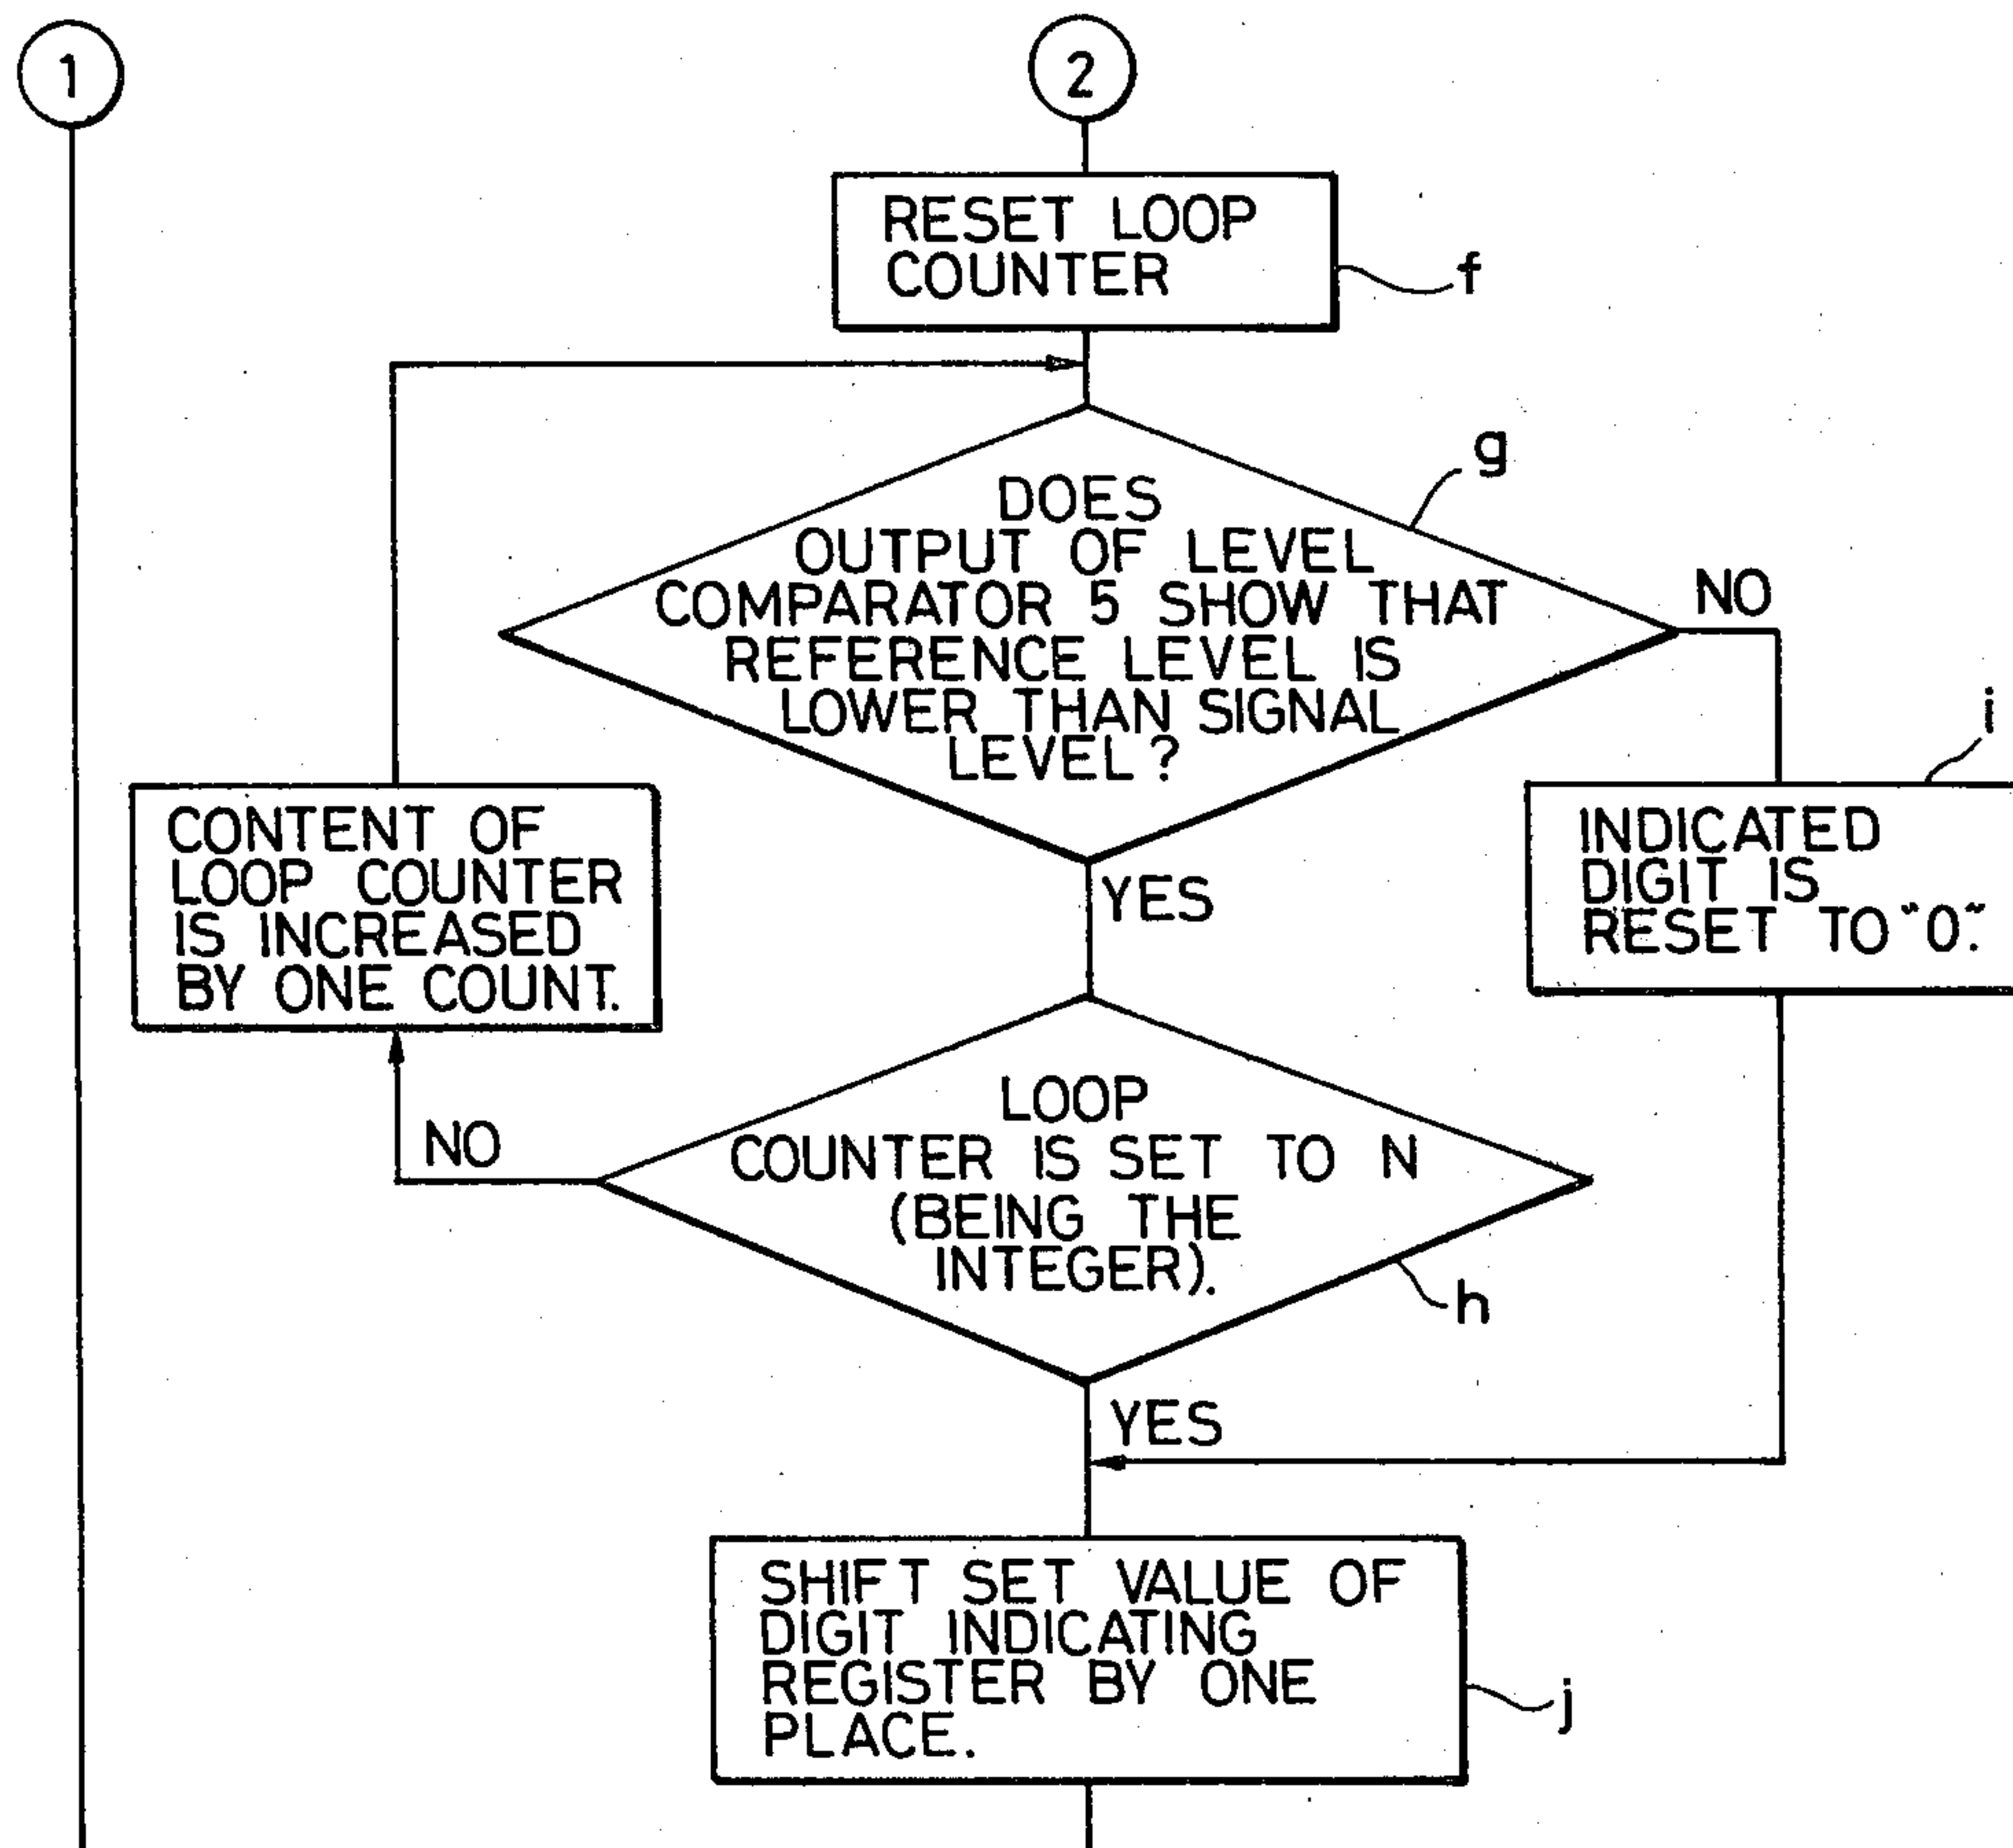 1
2
RESET LOOP
COUNTER
f
g
DOES
OUTPUT OF LEVEL
COMPARATOR 5 SHOW THAT
REFERENCE LEVEL IS
LOWER THAN SIGNAL
LEVEL?
NO
i
CONTENT OF
LOOP COUNTER
IS INCREASED
BY ONE COUNT.
YES
INDICATED
DIGIT IS
RESET TO "0".
LOOP
COUNTER IS SET TO N
(BEING THE
INTEGER).
NO
h
YES
SHIFT SET VALUE OF
DIGIT INDICATING
REGISTER BY ONE
PLACE.
j